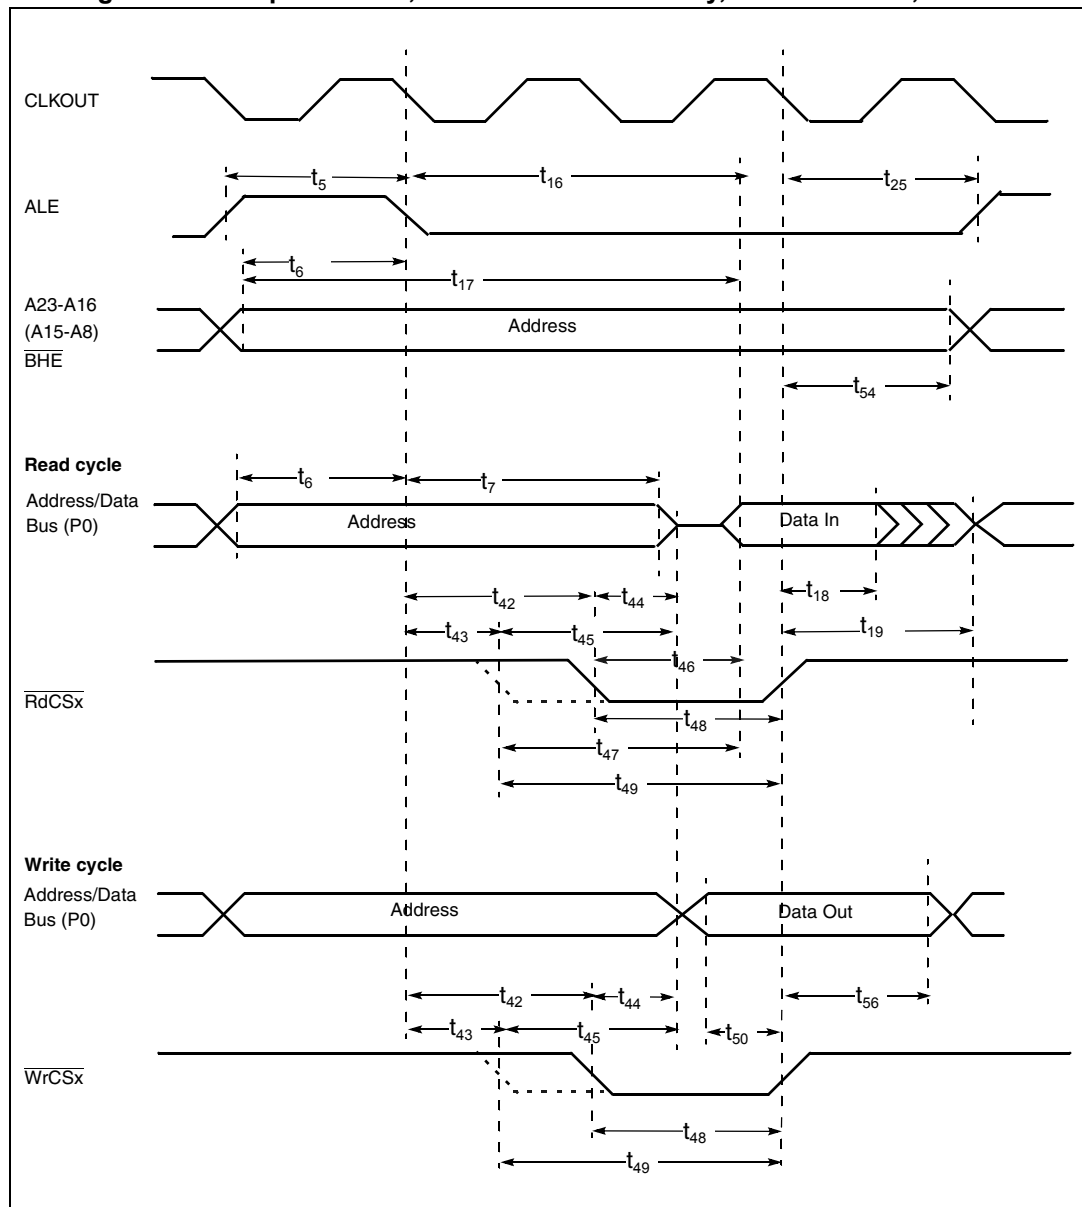 CLKOUT
t5
t16
t25
ALE
t6
t17
A23-A16
(A15-A8)
BHE
Address
t54
Read cycle
t6
t7
Address/Data
Bus (P0)
Address
Data In
t18
t42
t44
t19
t43
t45
t46
RdCSx
t48
t47
t49
Write cycle
Address/Data
Bus (P0)
Address
Data Out
t42
t44
t56
t43
t45
t50
WrCSx
t48
t49